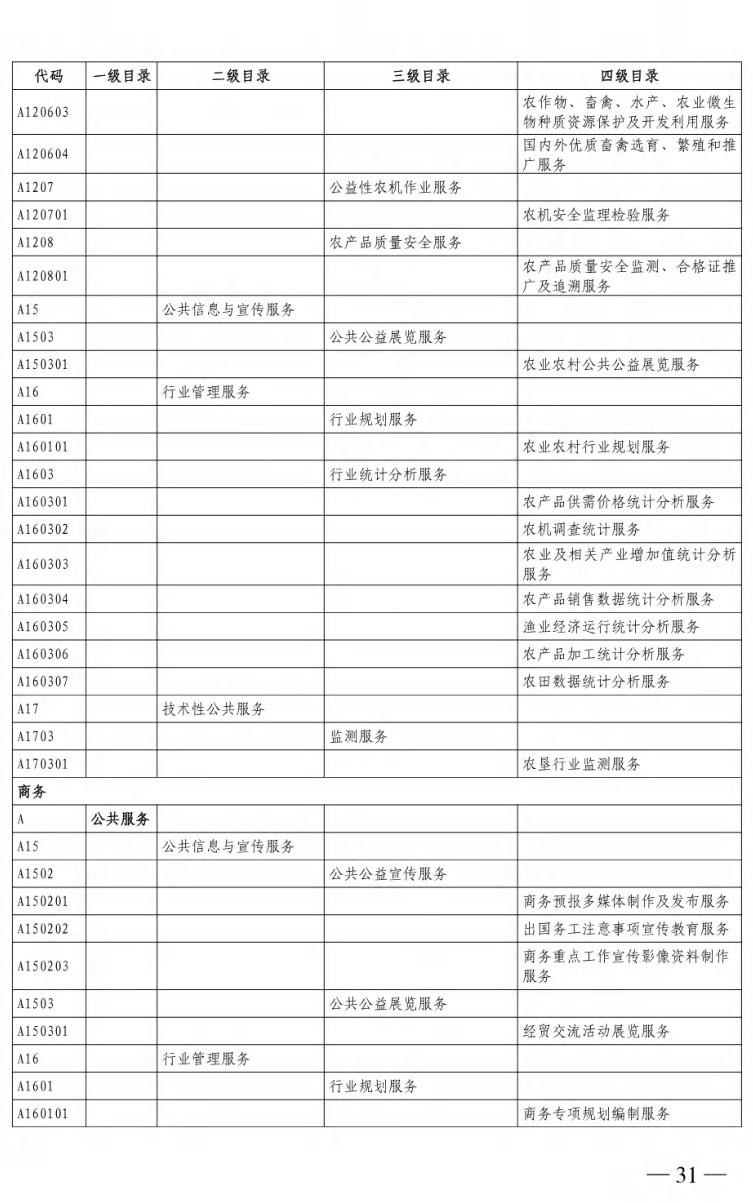 代码 一级目录 二级目录 三级目录 四级目录
A120603 农作物、畜禽、水产、农业微生
物种质资源保护及开发利用服务
A120604 国内外优质畜禽选育、繁殖和推
广服务
A1207 公益性农机作业服务
A120701 农机安全监理检验服务
A1208 农产品质量安全服务
A120801 农产品质量安全监测、合格证推
广及追溯服务
A15 公共信息与宣传服务
A1503 公共公益展览服务
A150301 农业农村公共公益展览服务
A16 行业管理服务
A1601 行业规划服务
A160101 农业农村行业规划服务
A1603 行业统计分析服务
A160301 农产品供需价格统计分析服务
A160302 农机调查统计服务
A160303 农业及相关产业增加值统计分析
服务
A160304 农产品销售数据统计分析服务
A160305 渔业经济运行统计分析服务
A160306 农产品加工统计分析服务
A160307 农田数据统计分析服务
A17 技术性公共服务
A1703 监测服务
A170301 农垦行业监测服务
商务
A 公共服务
A15 公共信息与宣传服务
A1502 公共公益宣传服务
A150201 商务预报多媒体制作及发布服务
A150202 出国务工注意事项宣传教育服务
A150203 商务重点工作宣传影像资料制作
服务
A1503 公共公益展览服务
A150301 经贸交流活动展览服务
A16 行业管理服务
A1601 行业规划服务
A160101 商务专项规划编制服务
— 31 —